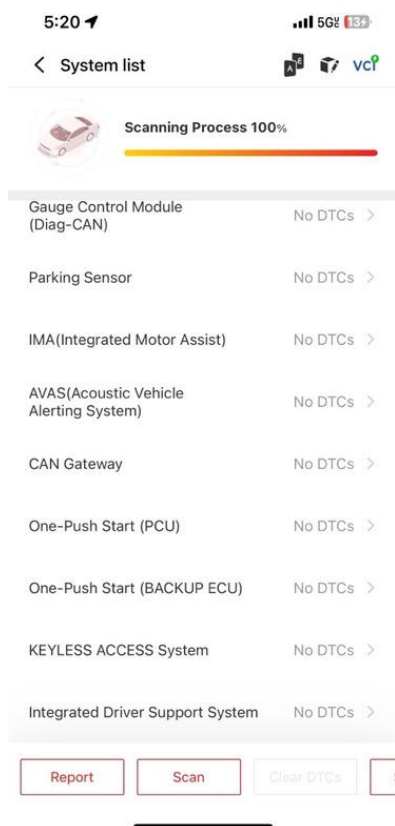 5:20
5G 13
System list
A E
vci
Scanning Process 100%
Gauge Control Module
(Diag-CAN)
No DTCs
Parking Sensor
No DTCs
IMA(Integrated Motor Assist)
No DTCs
AVAS(Acoustic Vehicle
Alerting System)
No DTCs
CAN Gateway
No DTCs
One-Push Start (PCU)
No DTCs
One-Push Start (BACKUP ECU)
No DTCs
KEYLESS ACCESS System
No DTCs
Integrated Driver Support System
No DTCs
Report
Scan
Clear DTCs